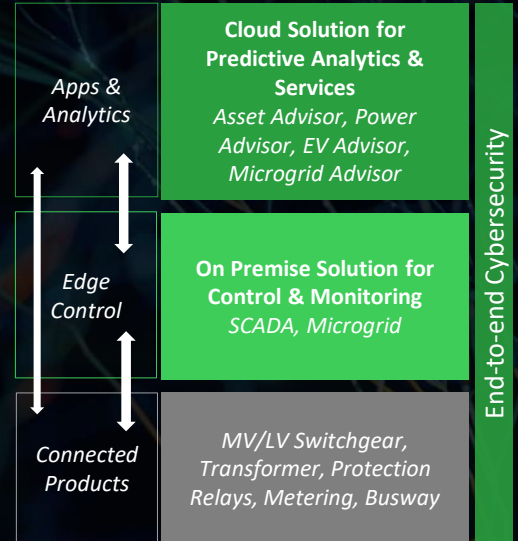 Apps &
Analytics
Cloud Solution for
Predictive Analytics &
Services
Asset Advisor, Power
Advisor, EV Advisor,
Microgrid Advisor
Edge
Control
On Premise Solution for
Control & Monitoring
SCADA, Microgrid
Connected
Products
MV/LV Switchgear,
Transformer, Protection
Relays, Metering, Busway
End-to-end Cybersecurity